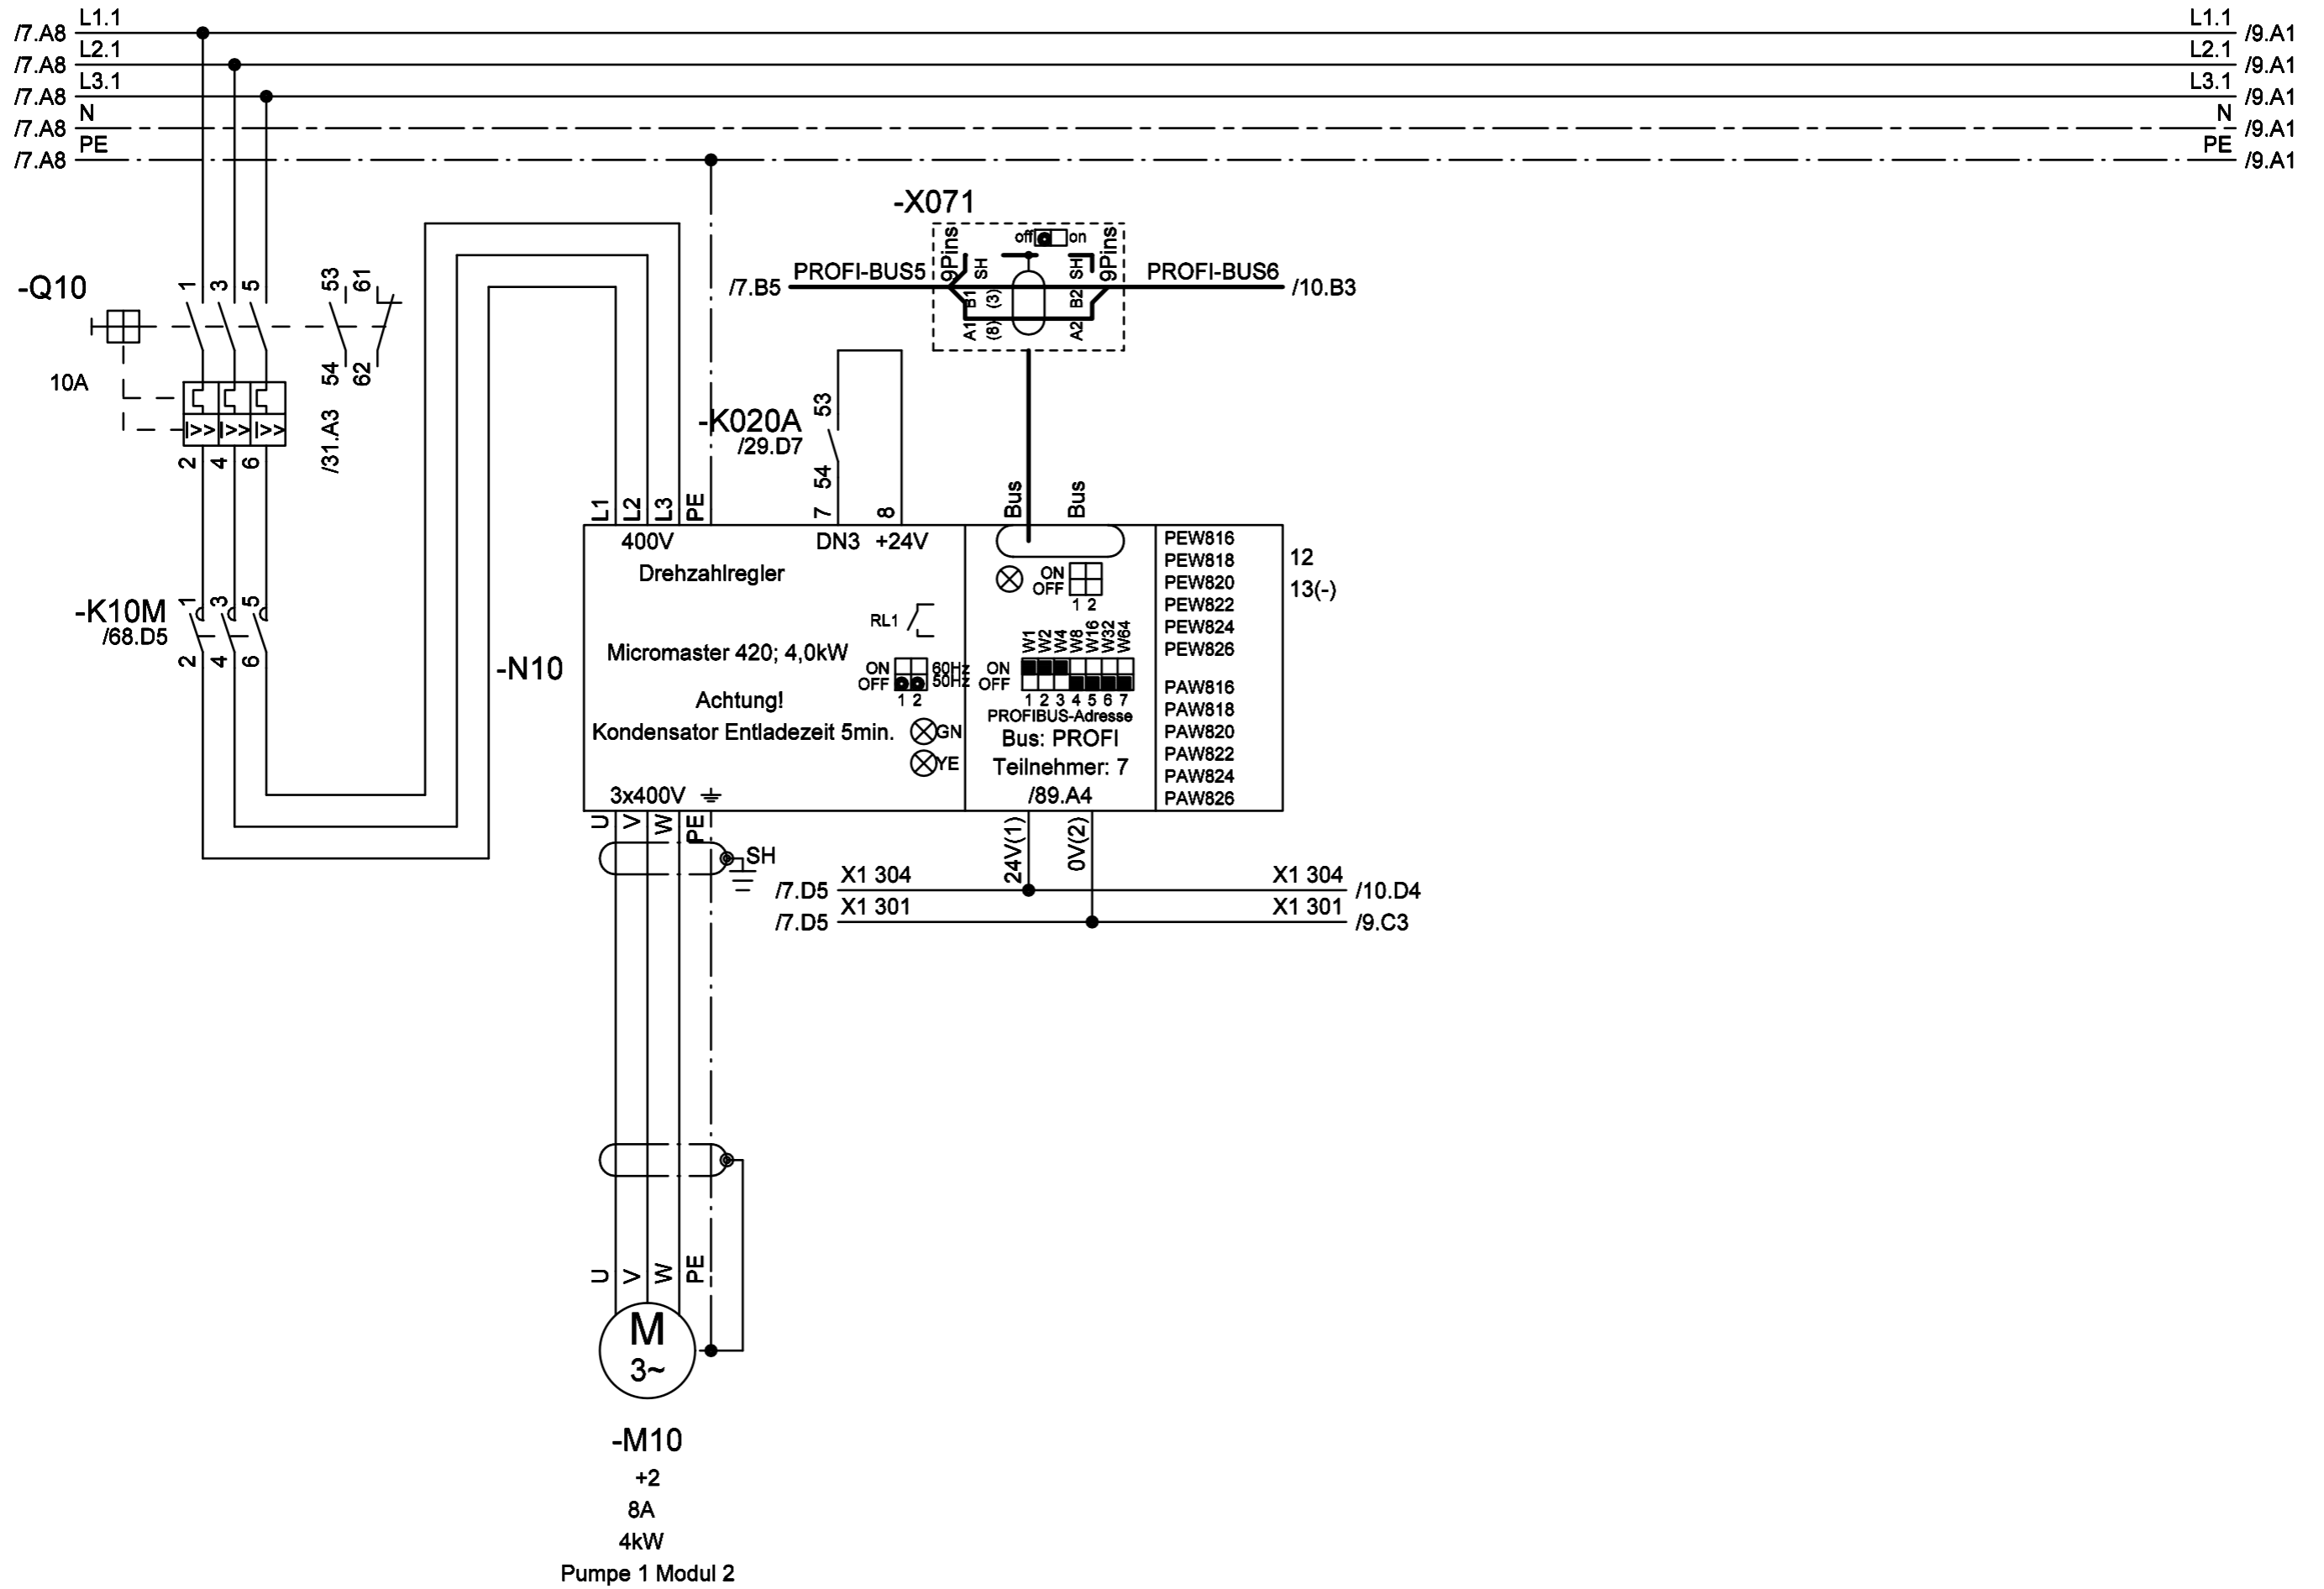 L1.1 L1.1
/7.A8 /9.A1
L2.1 L2.1
/7.A8 /9.A1
L3.1 L3.1
/7.A8 /9.A1
N N
/7.A8 /9.A1
PE PE
/7.A8 /9.A1
-X071
9Pins off on 9Pins
SH SH
PROFI-BUS5 PROFI-BUS6
/7.B5 /10.B3
B1 (3) B2
A1 (8) A2
-Q10
1 3 5 53 61
10A
54 62
I>> I>> I>>
2 4 6
/31.A3
-K020A
/29.D7
53
54
L1 L2 L3 PE 7 8 Bus Bus
400V DN3 +24V
Drehzahlregler
ON
OFF
1 2
RL1
-K10M
/68.D5
1 3 5
2 4 6
-N10
Micromaster 420; 4,0kW
ON 60Hz
OFF 50Hz
1 2
W1 W2 W4 W8 W16 W32 W64
ON
OFF
1 2 3 4 5 6 7
PROFIBUS-Adresse
Achtung!
Kondensator Entladezeit 5min.
GN
YE
Bus: PROFI
Teilnehmer: 7
3x400V
/89.A4
PEW816
PEW818
PEW820
PEW822
PEW824
PEW826
PAW816
PAW818
PAW820
PAW822
PAW824
PAW826
12
13(-)
U V W PE
SH
24V(1) 0V(2)
X1 304 X1 304
/7.D5 /10.D4
X1 301 X1 301
/7.D5 /9.C3
U V W PE
M
3~
-M10
+2
8A
4kW
Pumpe 1 Modul 2